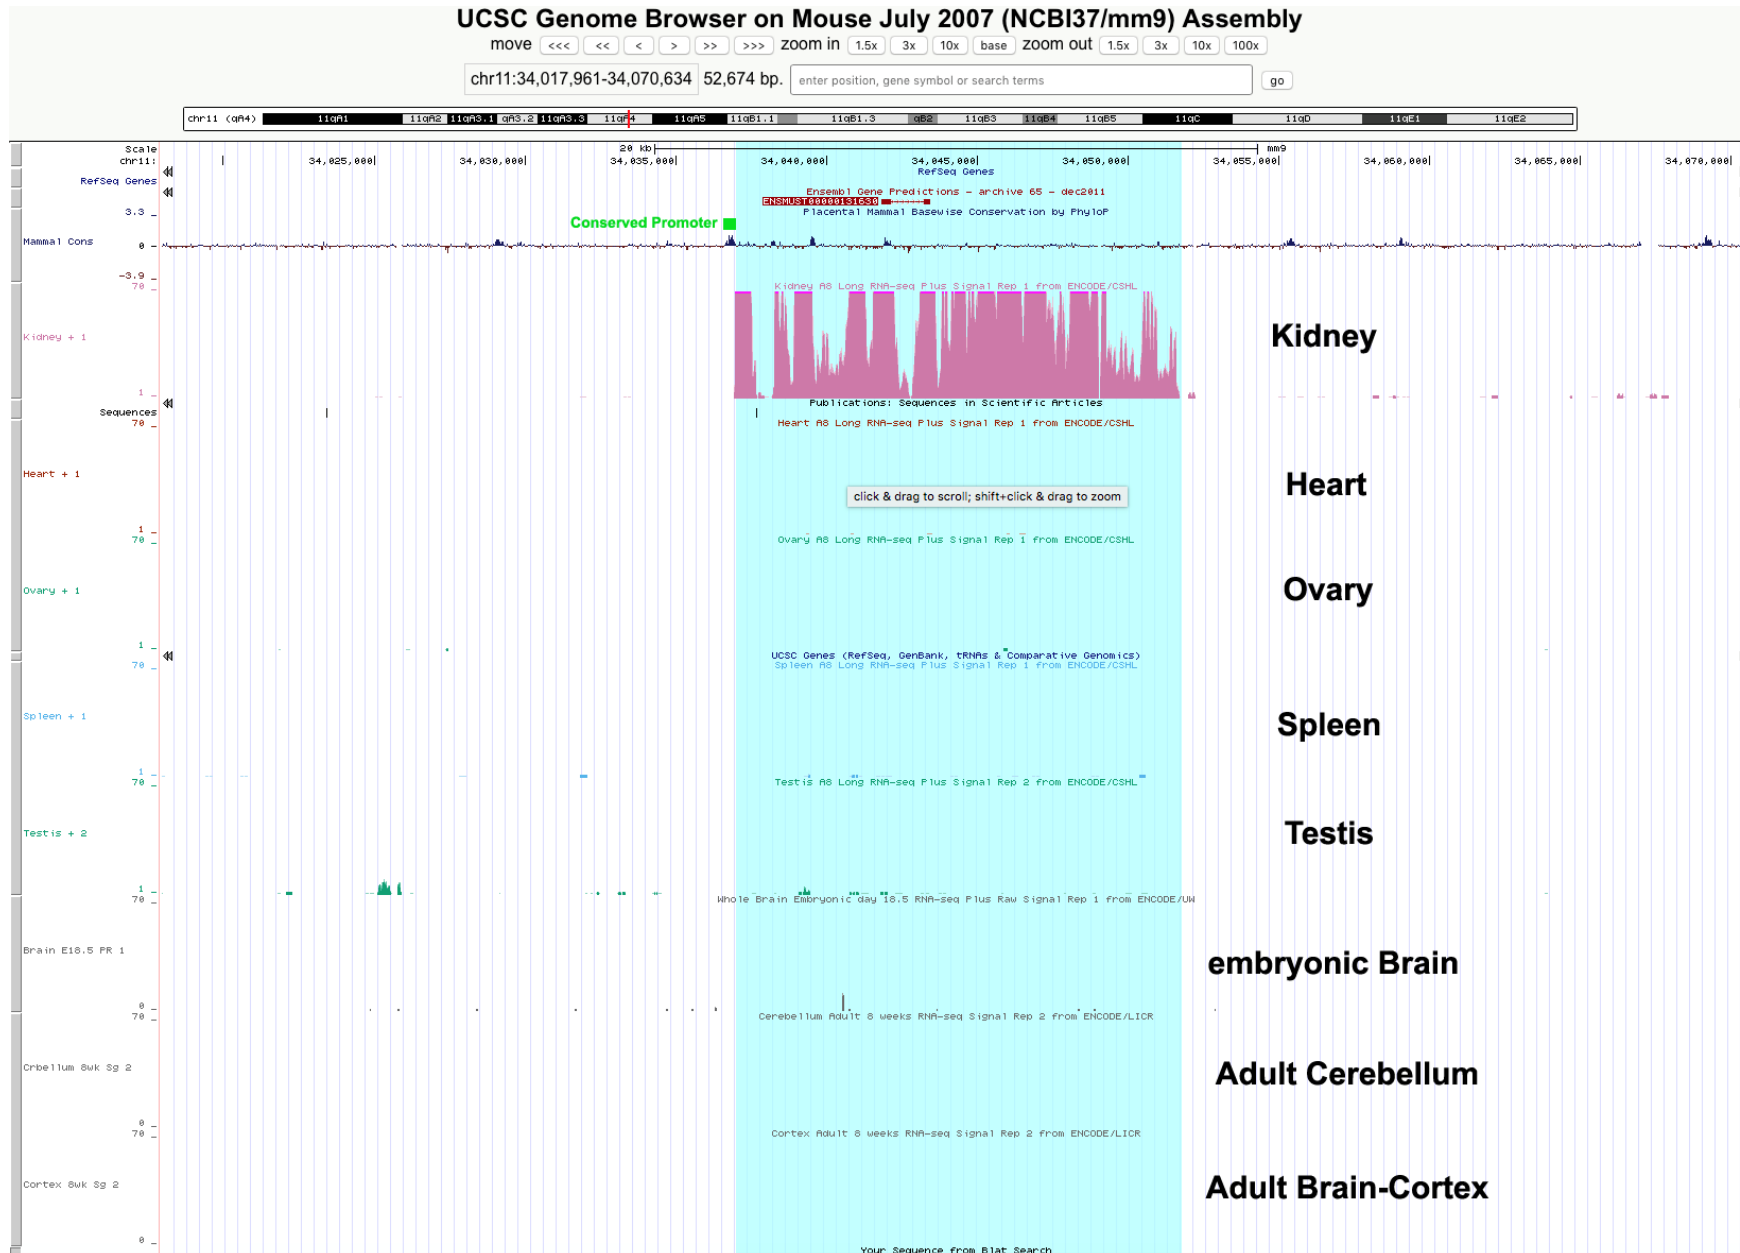 UCSC Genome Browser on Mouse July 2007 (NCBI37/mm9) Assembly
move <<< << < > >> >>> zoom in 1.5x 3x 10x base zoom out 1.5x 3x 10x 100x
chr11:34,017,961-34,070,634 52,674 bp. enter position, gene symbol or search terms go
chr11 (qA4) 11qA1 11qA2 11qA3.1 qA3.2 11qA3.3 11qA4 11qA5 11qB1.1 11qB1.3 qB2 11qB3 11qB4 11qB5 11qC 11qD 11qE1 11qE2
Scale 20 kb mm9
chr11: 34,025,000 34,030,000 34,035,000 34,040,000 34,045,000 34,050,000 34,055,000 34,060,000 34,065,000 34,070,000
RefSeq Genes
RefSeq Genes
Ensembl Gene Predictions - archive 65 - dec2011
ENSMUST00000131630
3.3 Placental Mammal Basewise Conservation by PhyloP
Conserved Promoter
Mammal Cons 0
-3.9
70 Kidney A8 Long RNA-seq Plus Signal Rep 1 from ENCODE/CSHL
Kidney + 1 Kidney
1
Publications: Sequences in Scientific Articles
Sequences
70 Heart A8 Long RNA-seq Plus Signal Rep 1 from ENCODE/CSHL
Heart + 1 Heart
click & drag to scroll; shift+click & drag to zoom
1
70 Ovary A8 Long RNA-seq Plus Signal Rep 1 from ENCODE/CSHL
Ovary + 1 Ovary
1
UCSC Genes (RefSeq, GenBank, tRNAs & Comparative Genomics)
70 Spleen A8 Long RNA-seq Plus Signal Rep 1 from ENCODE/CSHL
Spleen + 1 Spleen
1
70 Testis A8 Long RNA-seq Plus Signal Rep 2 from ENCODE/CSHL
Testis + 2 Testis
1
70 Whole Brain Embryonic day 18.5 RNA-seq Plus Raw Signal Rep 1 from ENCODE/UW
Brain E18.5 PR 1 embryonic Brain
0
70 Cerebellum Adult 8 weeks RNA-seq Signal Rep 2 from ENCODE/LICR
Crbellum 8wk Sg 2 Adult Cerebellum
0
70 Cortex Adult 8 weeks RNA-seq Signal Rep 2 from ENCODE/LICR
Cortex 8wk Sg 2 Adult Brain-Cortex
0
Your Sequence from Blat Search